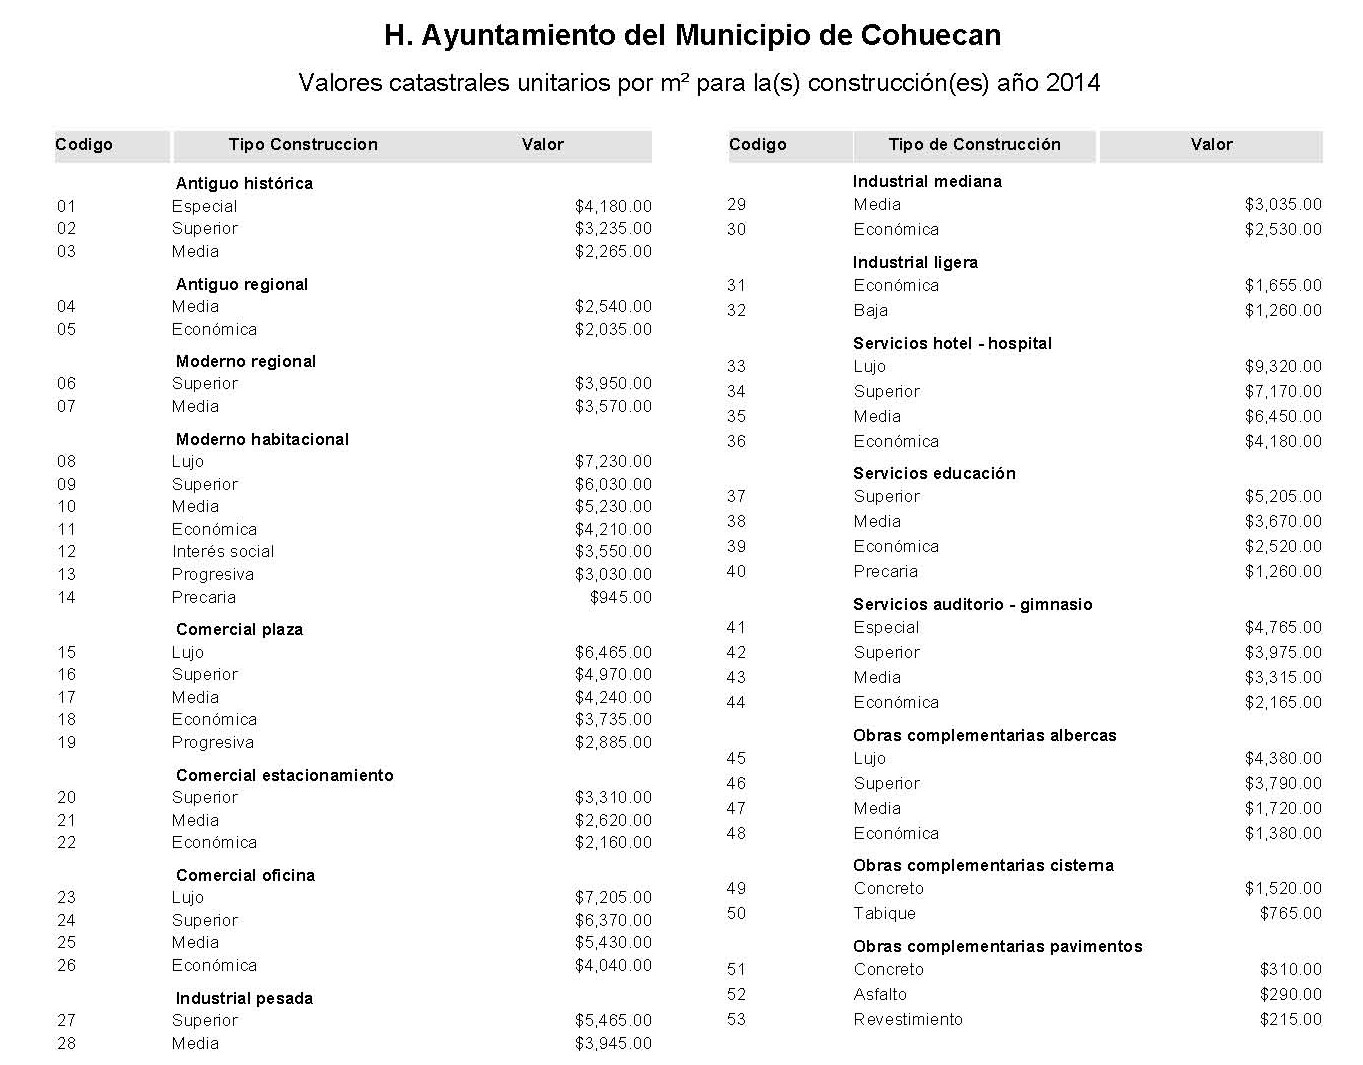 H. Ayuntamiento del Municipio de Cohuecan
Valores catastrales unitarios por m² para la(s) construcción(es) año 2014
Codigo Tipo Construccion Valor
Antiguo histórica
01 Especial $4,180.00
02 Superior $3,235.00
03 Media $2,265.00
Antiguo regional
04 Media $2,540.00
05 Económica $2,035.00
Moderno regional
06 Superior $3,950.00
07 Media $3,570.00
Moderno habitacional
08 Lujo $7,230.00
09 Superior $6,030.00
10 Media $5,230.00
11 Económica $4,210.00
12 Interés social $3,550.00
13 Progresiva $3,030.00
14 Precaria $945.00
Comercial plaza
15 Lujo $6,465.00
16 Superior $4,970.00
17 Media $4,240.00
18 Económica $3,735.00
19 Progresiva $2,885.00
Comercial estacionamiento
20 Superior $3,310.00
21 Media $2,620.00
22 Económica $2,160.00
Comercial oficina
23 Lujo $7,205.00
24 Superior $6,370.00
25 Media $5,430.00
26 Económica $4,040.00
Industrial pesada
27 Superior $5,465.00
28 Media $3,945.00
Codigo Tipo de Construcción Valor
Industrial mediana
29 Media $3,035.00
30 Económica $2,530.00
Industrial ligera
31 Económica $1,655.00
32 Baja $1,260.00
Servicios hotel - hospital
33 Lujo $9,320.00
34 Superior $7,170.00
35 Media $6,450.00
36 Económica $4,180.00
Servicios educación
37 Superior $5,205.00
38 Media $3,670.00
39 Económica $2,520.00
40 Precaria $1,260.00
Servicios auditorio - gimnasio
41 Especial $4,765.00
42 Superior $3,975.00
43 Media $3,315.00
44 Económica $2,165.00
Obras complementarias albercas
45 Lujo $4,380.00
46 Superior $3,790.00
47 Media $1,720.00
48 Económica $1,380.00
Obras complementarias cisterna
49 Concreto $1,520.00
50 Tabique $765.00
Obras complementarias pavimentos
51 Concreto $310.00
52 Asfalto $290.00
53 Revestimiento $215.00